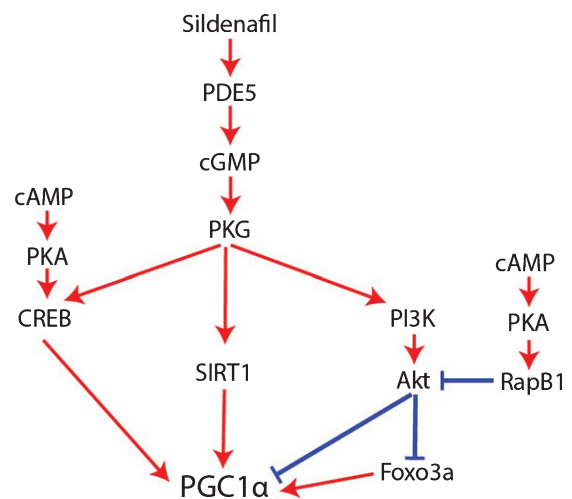 Sildenafil
PDE5
cGMP
cAMP
PKG
PKA
cAMP
CREB
PI3K
PKA
SIRT1
Akt
RapB1
PGC1α
Foxo3a